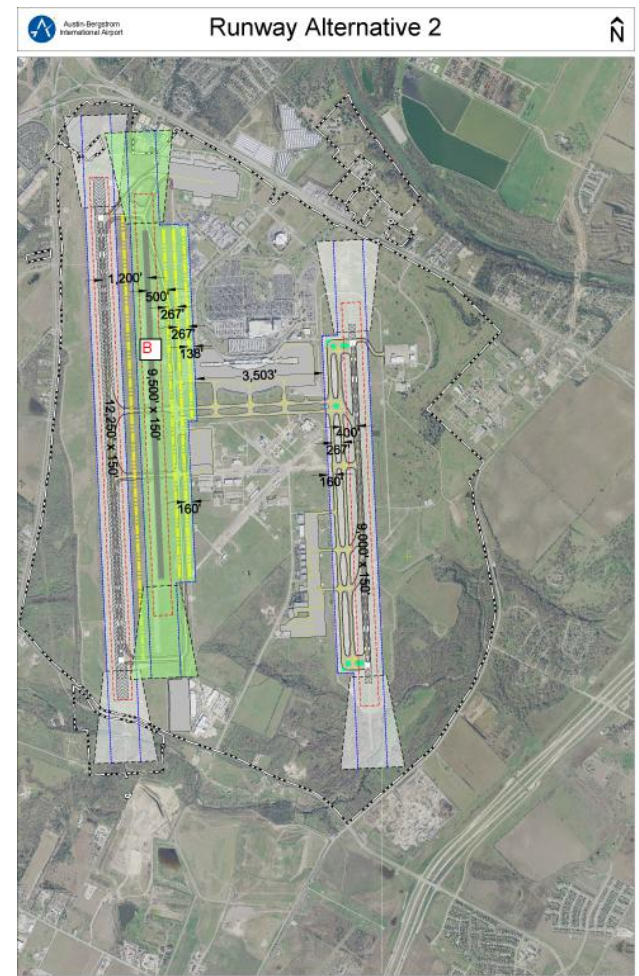 Austin-Bergstrom
International Airport
Runway Alternative 2
N
1,200'
500'
267'
267'
138'
B
3,503'
9,500' x 150'
12,250' x 150'
400'
267'
160'
160'
9,000' x 150'